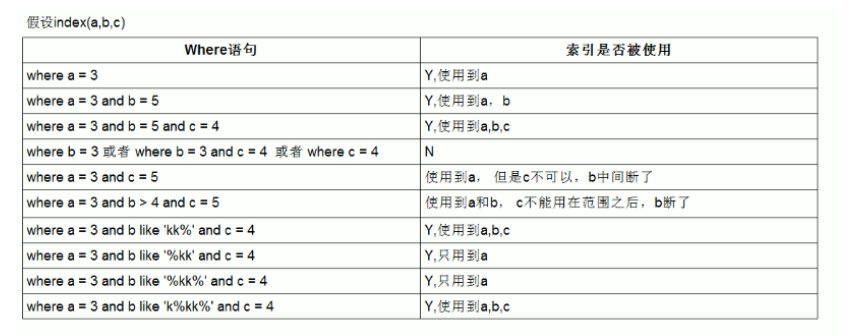 假设index(a,b,c)
Where语句 索引是否被使用
where a = 3 Y,使用到a
where a = 3 and b = 5 Y,使用到a，b
where a = 3 and b = 5 and c = 4 Y,使用到a,b,c
where b = 3 或者 where b = 3 and c = 4 或者 where c = 4 N
where a = 3 and c = 5 使用到a， 但是c不可以，b中间断了
where a = 3 and b > 4 and c = 5 使用到a和b， c不能用在范围之后，b断了
where a = 3 and b like 'kk%' and c = 4 Y,使用到a,b,c
where a = 3 and b like '%kk' and c = 4 Y,只用到a
where a = 3 and b like '%kk%' and c = 4 Y,只用到a
where a = 3 and b like 'k%kk%' and c = 4 Y,使用到a,b,c